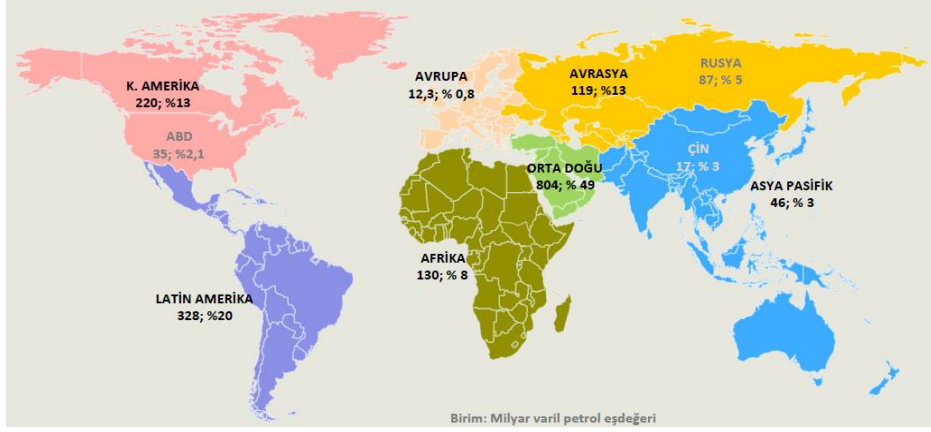 K. AMERİKA
220; %13
ABD
35; %2,1
LATİN AMERİKA
328; %20
AVRUPA
12,3; % 0,8
AFRİKA
130; % 8
ORTA DOĞU
804; % 49
AVRASYA
119; %13
RUSYA
87; % 5
ÇİN
17; % 3
ASYA PASİFİK
46; % 3
Birim: Milyar varil petrol eşdeğeri